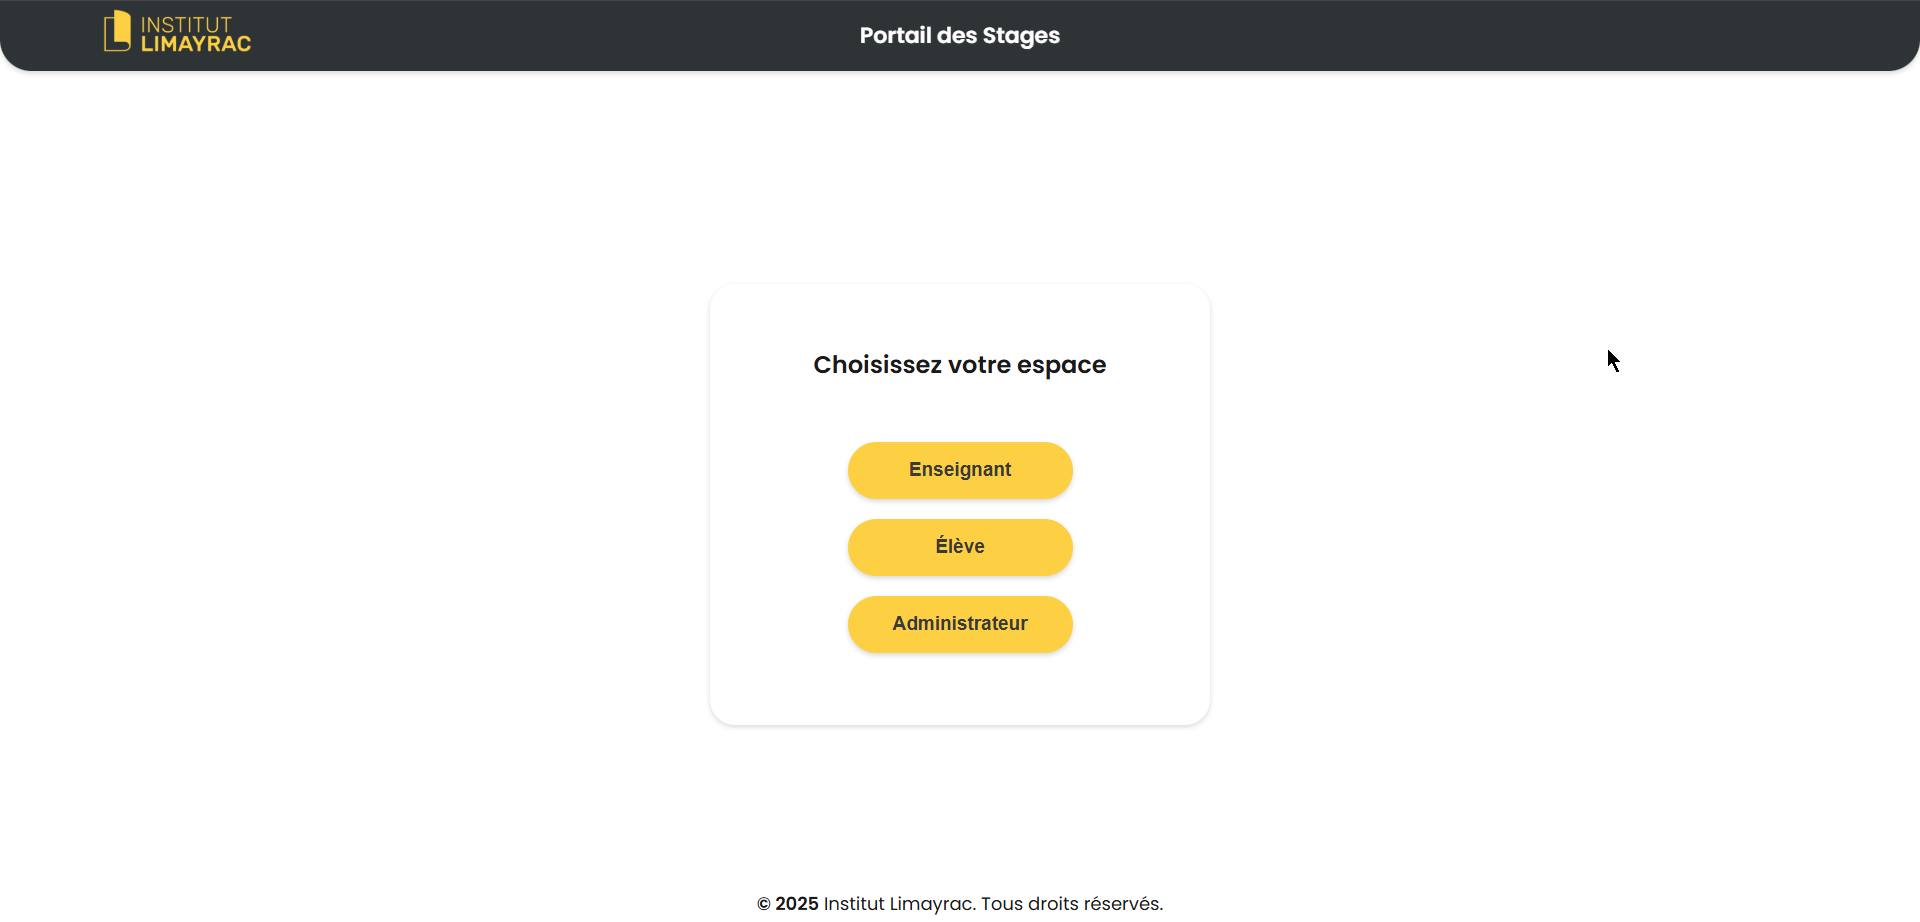 INSTITUT
LIMAYRAC
Portail des Stages
Choisissez votre espace
Enseignant
Élève
Administrateur
© 2025 Institut Limayrac. Tous droits réservés.